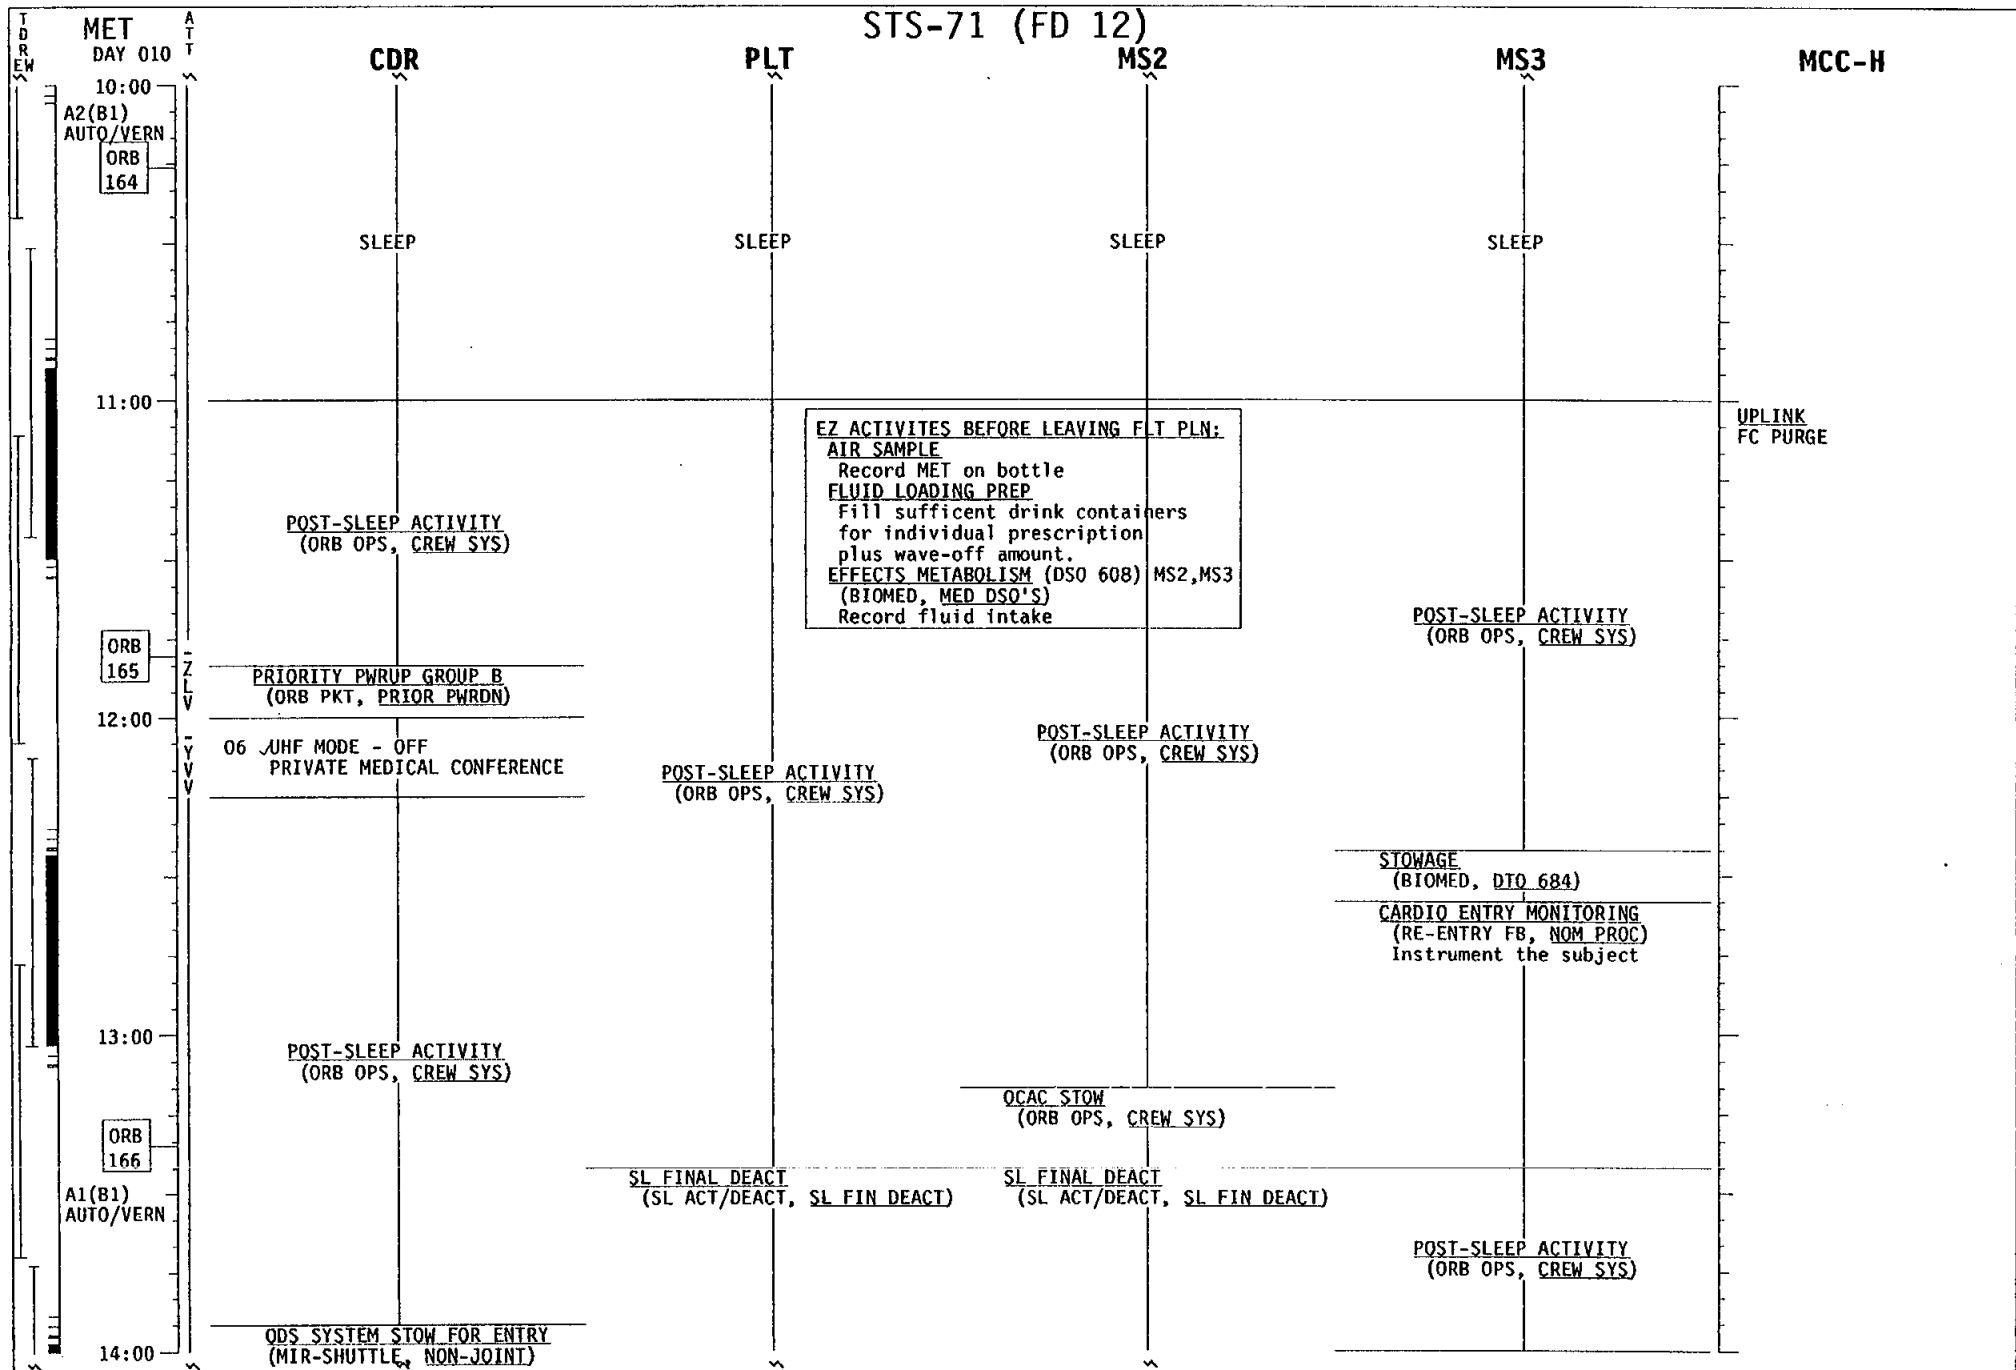 STS-71 (FD 12)
TDREW
MET
DAY 010
ATT
CDR
PLT
MS2
MS3
MCC-H
10:00
A2(B1)
AUTO/VERN
ORB
164
SLEEP
SLEEP
SLEEP
SLEEP
11:00
EZ ACTIVITES BEFORE LEAVING FLT PLN:
AIR SAMPLE
Record MET on bottle
FLUID LOADING PREP
Fill sufficent drink containers
for individual prescription
plus wave-off amount.
EFFECTS METABOLISM (DSO 608) MS2,MS3
(BIOMED, MED DSO'S)
Record fluid intake
UPLINK
FC PURGE
POST-SLEEP ACTIVITY
(ORB OPS, CREW SYS)
POST-SLEEP ACTIVITY
(ORB OPS, CREW SYS)
ORB
165
-ZLV
PRIORITY PWRUP GROUP B
(ORB PKT, PRIOR PWRDN)
12:00
-YVV
O6 √UHF MODE - OFF
PRIVATE MEDICAL CONFERENCE
POST-SLEEP ACTIVITY
(ORB OPS, CREW SYS)
POST-SLEEP ACTIVITY
(ORB OPS, CREW SYS)
STOWAGE
(BIOMED, DTO 684)
CARDIO ENTRY MONITORING
(RE-ENTRY FB, NOM PROC)
Instrument the subject
13:00
POST-SLEEP ACTIVITY
(ORB OPS, CREW SYS)
OCAC STOW
(ORB OPS, CREW SYS)
ORB
166
A1(B1)
AUTO/VERN
SL FINAL DEACT
(SL ACT/DEACT, SL FIN DEACT)
SL FINAL DEACT
(SL ACT/DEACT, SL FIN DEACT)
POST-SLEEP ACTIVITY
(ORB OPS, CREW SYS)
ODS SYSTEM STOW FOR ENTRY
(MIR-SHUTTLE, NON-JOINT)
14:00